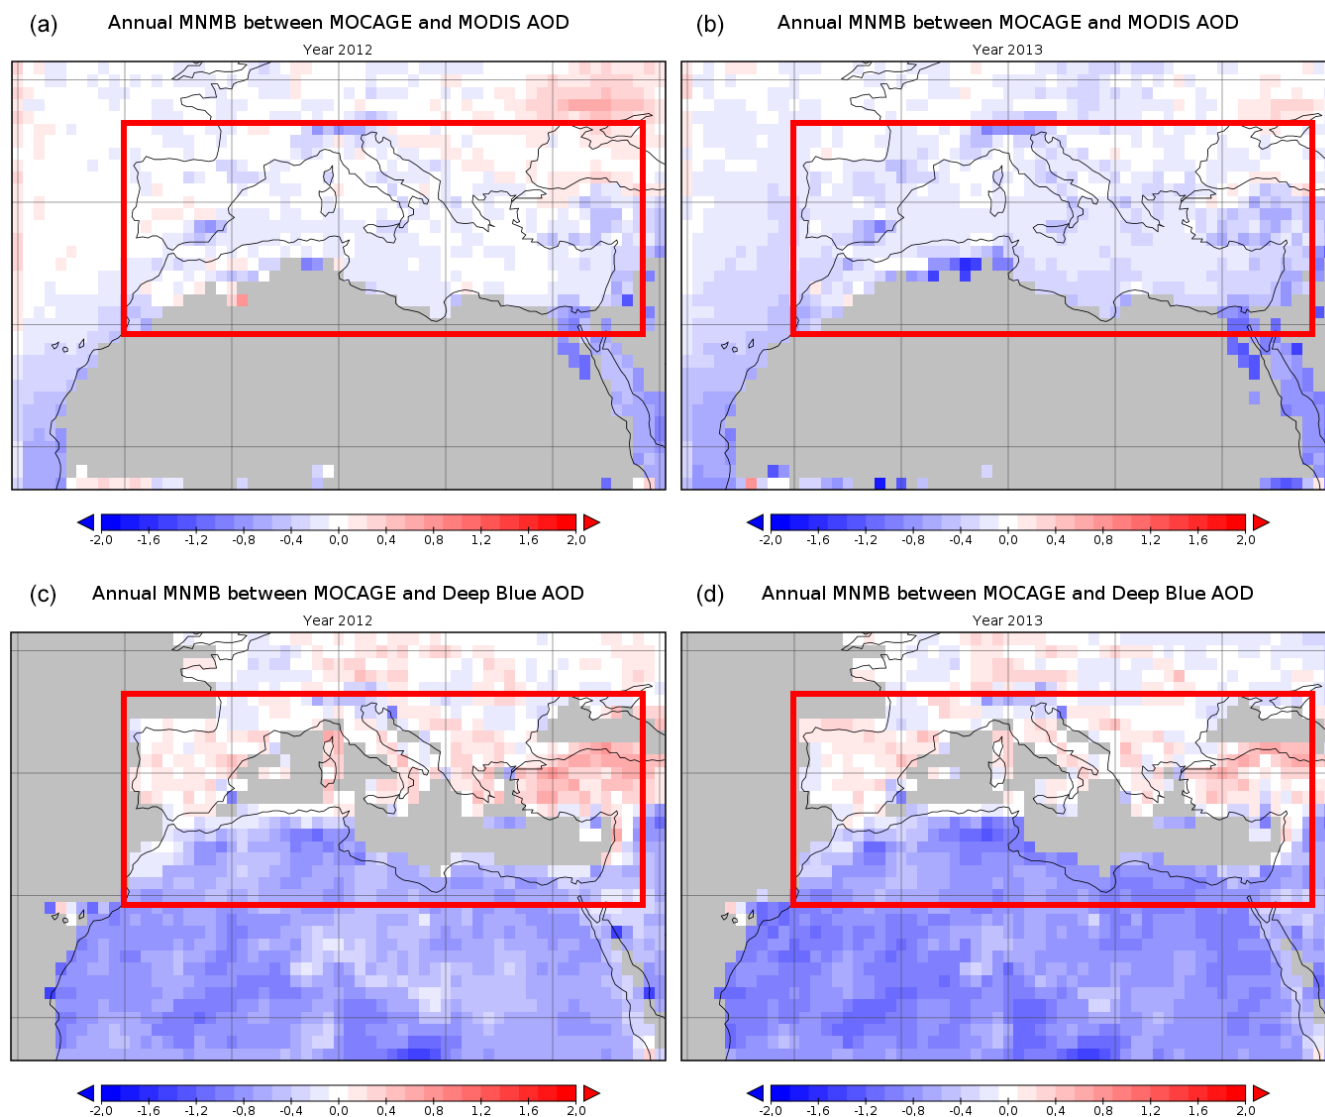 (a) Annual MNMB between MOCAGE and MODIS AOD
Year 2012
(b) Annual MNMB between MOCAGE and MODIS AOD
Year 2013
-2,0 -1,6 -1,2 -0,8 -0,4 0,0 0,4 0,8 1,2 1,6 2,0
-2,0 -1,6 -1,2 -0,8 -0,4 0,0 0,4 0,8 1,2 1,6 2,0
(c) Annual MNMB between MOCAGE and Deep Blue AOD
Year 2012
(d) Annual MNMB between MOCAGE and Deep Blue AOD
Year 2013
-2,0 -1,6 -1,2 -0,8 -0,4 0,0 0,4 0,8 1,2 1,6 2,0
-2,0 -1,6 -1,2 -0,8 -0,4 0,0 0,4 0,8 1,2 1,6 2,0